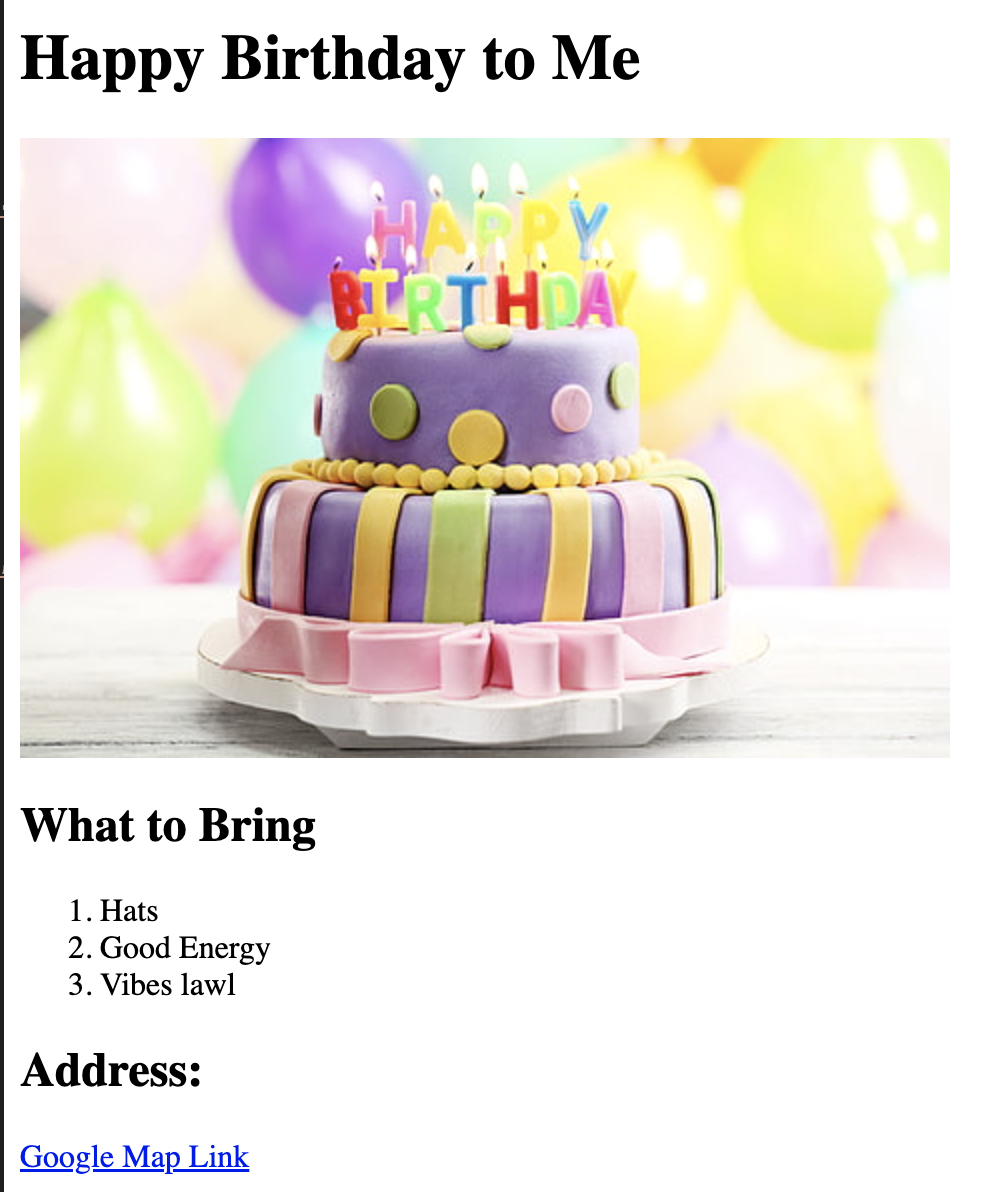 Happy Birthday to Me
HAPPY
BIRTHDAY
What to Bring
1. Hats
2. Good Energy
3. Vibes lawl
Address:
Google Map Link